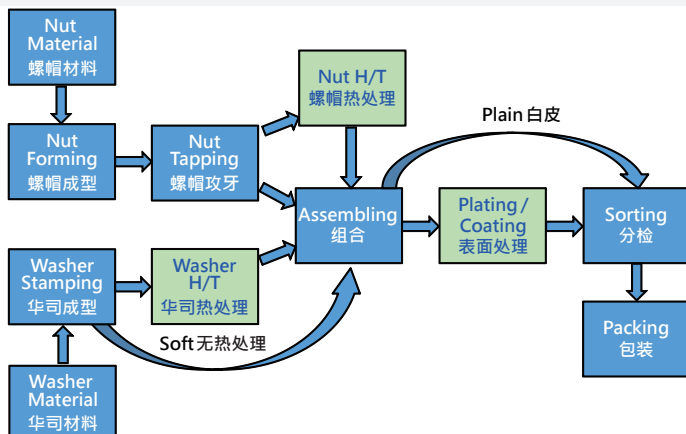 Nut
Material
螺帽材料
Nut
Forming
螺帽成型
Nut
Tapping
螺帽攻牙
Nut H/T
螺帽热处理
Plain 白皮
Assembling
组合
Plating /
Coating
表面处理
Sorting
分检
Washer
Stamping
华司成型
Washer
H/T
华司热处理
Soft 无热处理
Packing
包装
Washer
Material
华司材料